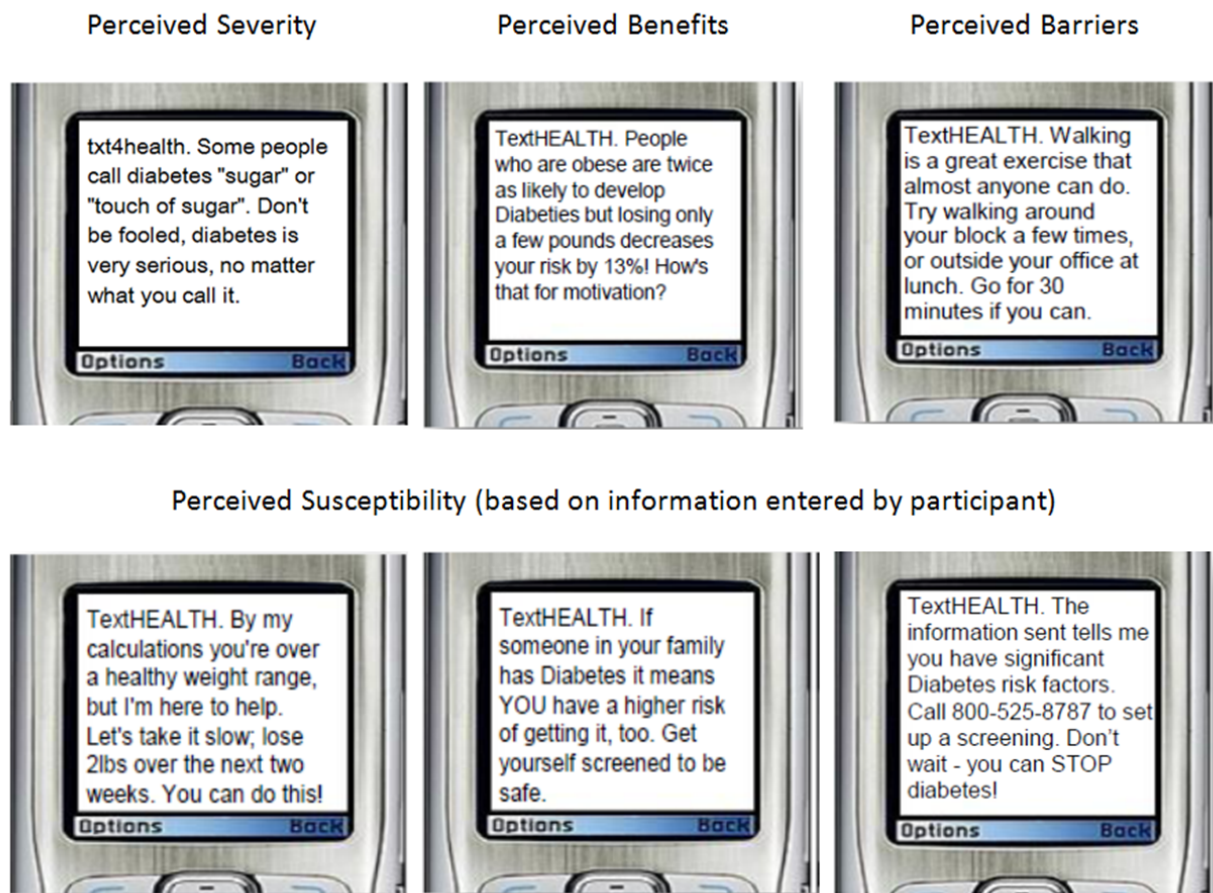 Perceived Severity
Perceived Benefits
Perceived Barriers
txt4health. Some people
call diabetes "sugar" or
"touch of sugar". Don't
be fooled, diabetes is
very serious, no matter
what you call it.
Options Back
TextHEALTH. People
who are obese are twice
as likely to develop
Diabeties but losing only
a few pounds decreases
your risk by 13%! How's
that for motivation?
Options Back
TextHEALTH. Walking
is a great exercise that
almost anyone can do.
Try walking around
your block a few times,
or outside your office at
lunch. Go for 30
minutes if you can.
Options Back
Perceived Susceptibility (based on information entered by participant)
TextHEALTH. By my
calculations you're over
a healthy weight range,
but I'm here to help.
Let's take it slow; lose
2lbs over the next two
weeks. You can do this!
Options Back
TextHEALTH. If
someone in your family
has Diabetes it means
YOU have a higher risk
of getting it, too. Get
yourself screened to be
safe.
Options Back
TextHEALTH. The
information sent tells me
you have significant
Diabetes risk factors.
Call 800-525-8787 to set
up a screening. Don't
wait - you can STOP
diabetes!
Options Back